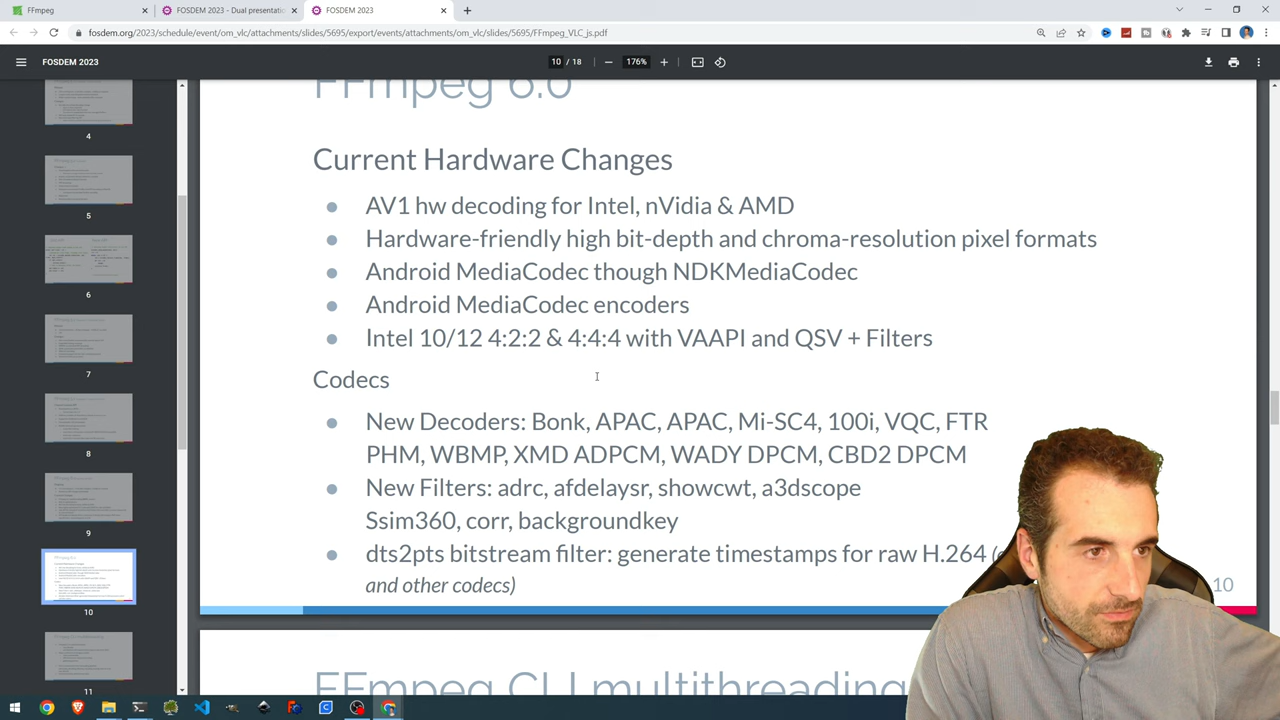 FFmpeg
FOSDEM 2023 - Dual presentatio
FOSDEM 2023
fosdem.org/2023/schedule/event/om_vlc/attachments/slides/5695/export/events/attachments/om_vlc/slides/5695/FFmpeg_VLC_js.pdf
FOSDEM 2023
10 / 18
176%
4
5
6
7
8
9
10
11
FFmpeg 6.0
Current Hardware Changes
● AV1 hw decoding for Intel, nVidia & AMD
● Hardware-friendly high bit-depth and chroma-resolution pixel formats
● Android MediaCodec though NDKMediaCodec
● Android MediaCodec encoders
● Intel 10/12 4:2:2 & 4:4:4 with VAAPI and QSV + Filters
Codecs
● New Decoders: Bonk, APAC, APAC, Mi-SC4, 100i, VQC, FTR
PHM, WBMP, XMD ADPCM, WADY DPCM, CBD2 DPCM
● New Filters: adrc, afdelaysr, showcwt, a3dscope
Ssim360, corr, backgroundkey
● dts2pts bitstream filter: generate timestamps for raw H.264
and other codecs)
10
FFmpeg CLI multithreading